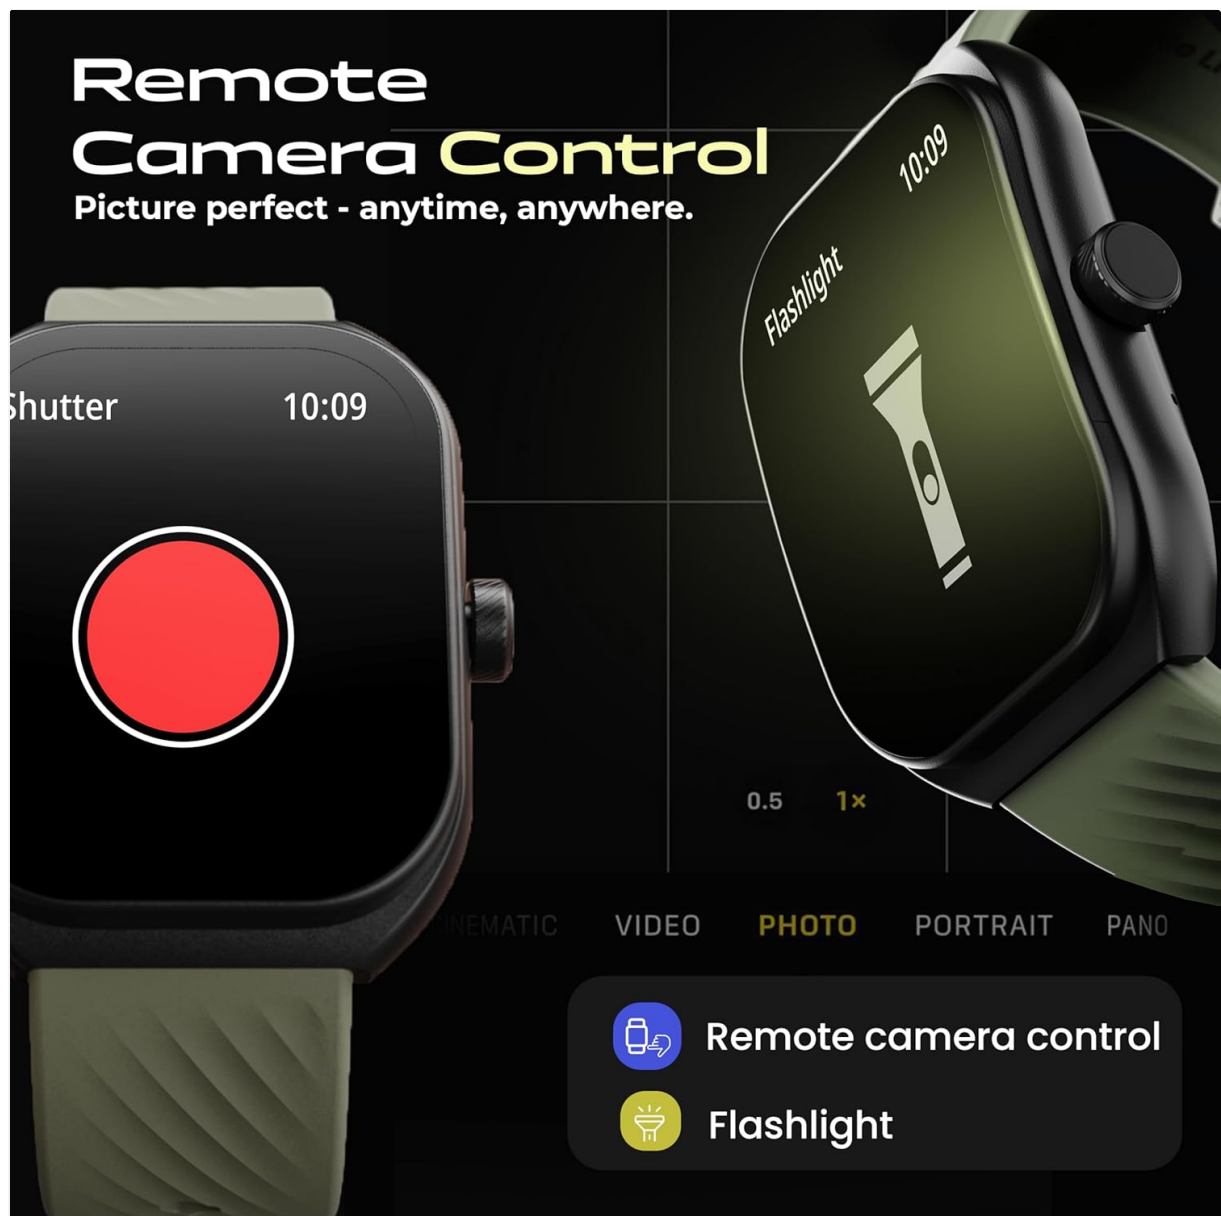 Remote
Camera Control
Picture perfect - anytime, anywhere.
10:09
Flashlight
Shutter 10:09
0.5 1×
VIDEO PHOTO PORTRAIT PANO
Remote camera control
Flashlight